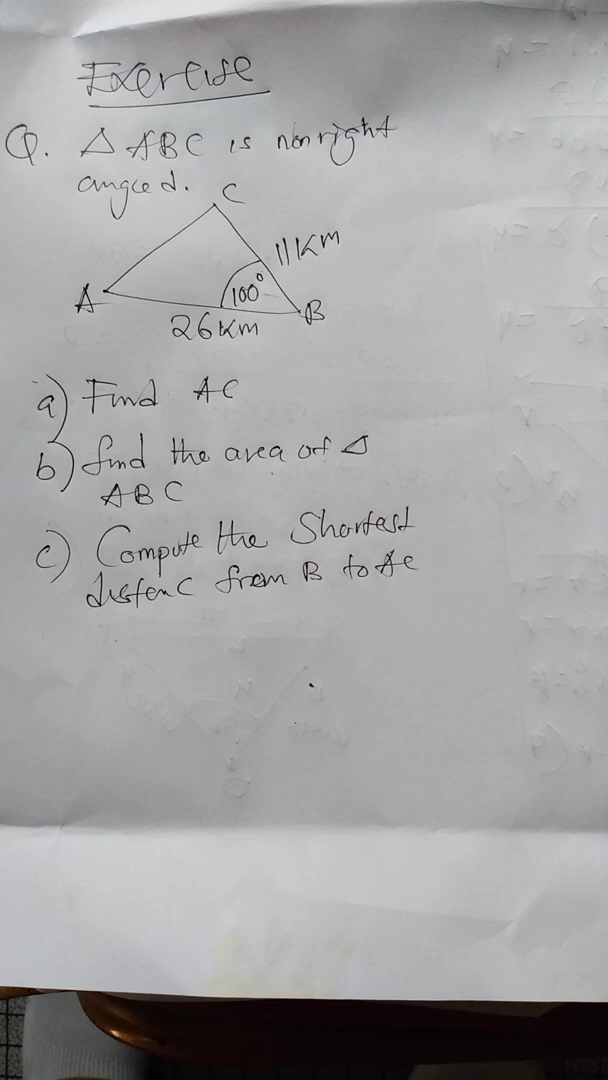 Exercise
Q. △ ABC is non right
angled.
C
11Km
A
100°
B
26Km
a) Find AC
b) find the area of △
ABC
c) Compute the Shortest
distenc from B to Ac